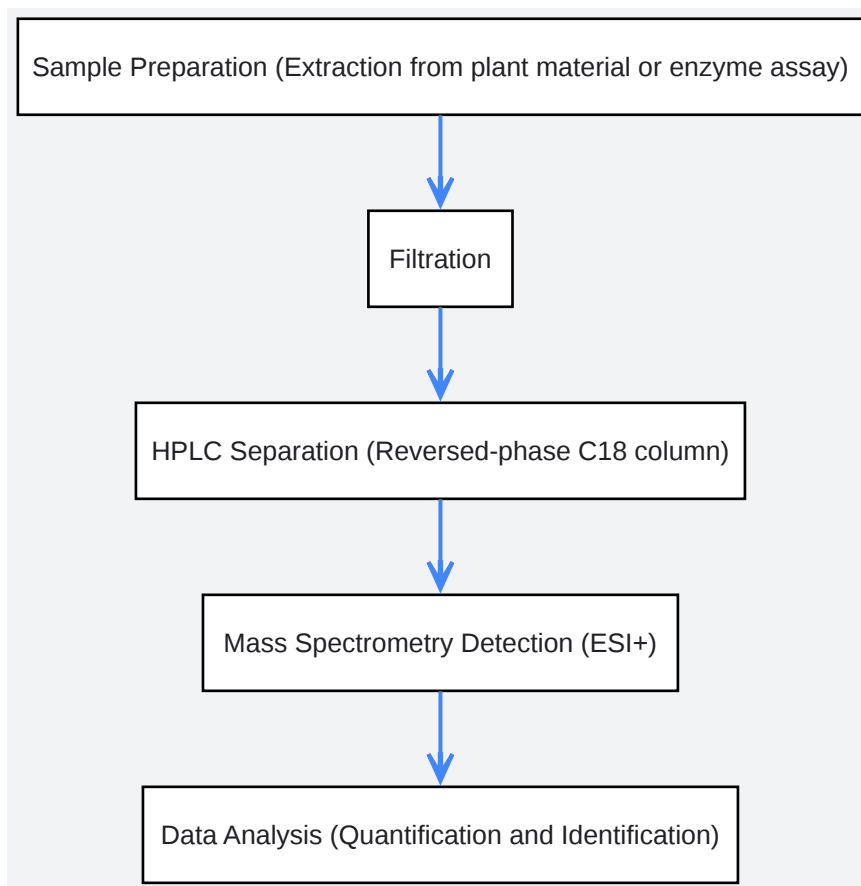 Sample Preparation (Extraction from plant material or enzyme assay)
Filtration
HPLC Separation (Reversed-phase C18 column)
Mass Spectrometry Detection (ESI+)
Data Analysis (Quantification and Identification)